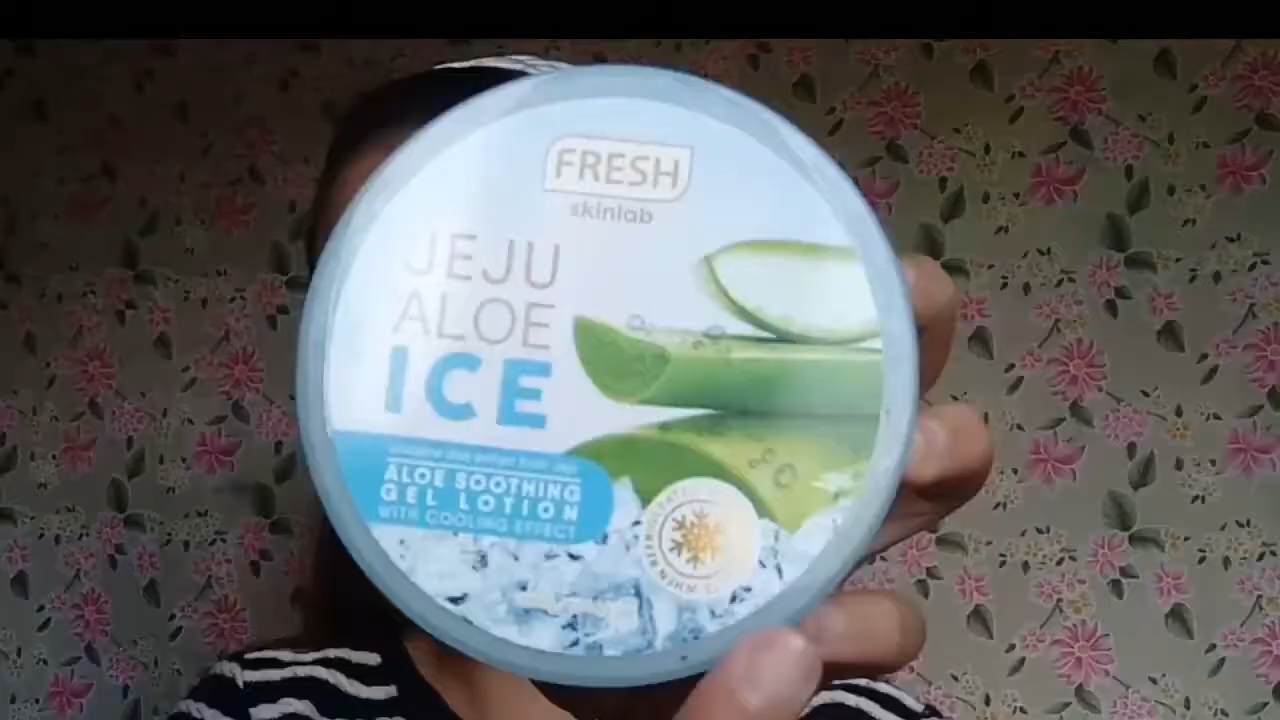 FRESH
skinlab
JEJU
ALOE
ICE
ALOE SOOTHING
GEL LOTION
WITH COOLING EFFECT